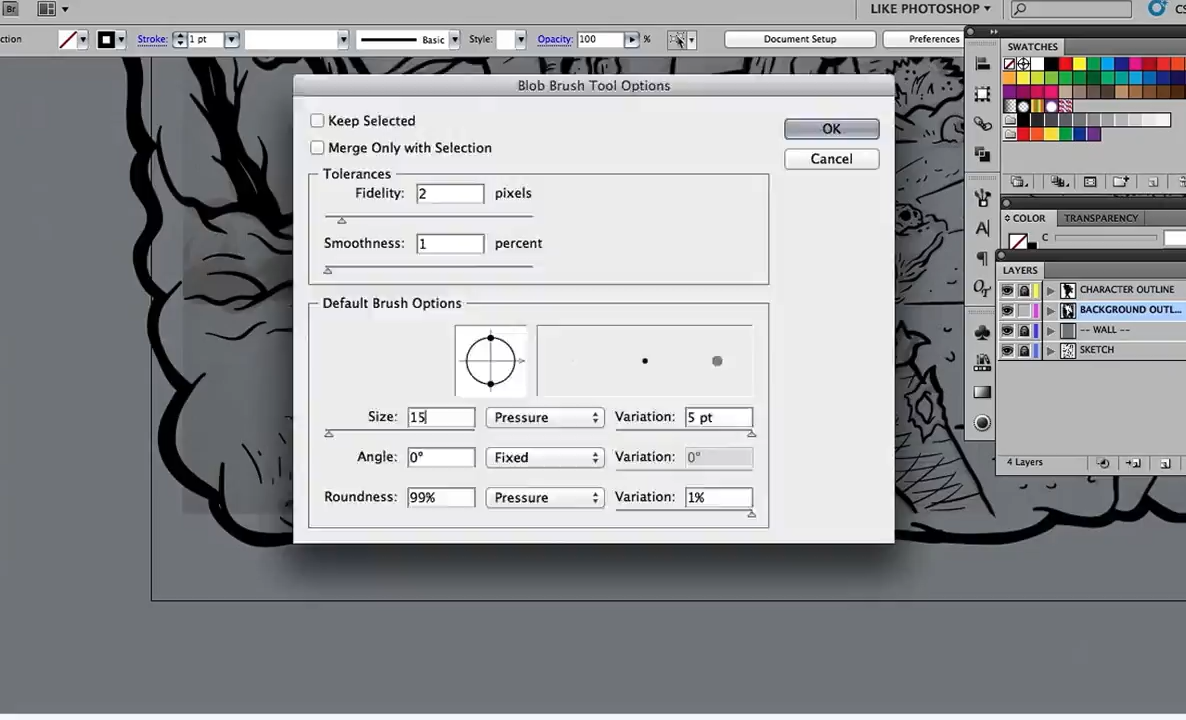 Br LIKE PHOTOSHOP CS
ction Stroke: 1 pt Basic Style: Opacity: 100 % Document Setup Preferences
SWATCHES
Blob Brush Tool Options
Keep Selected
OK
Merge Only with Selection
Cancel
Tolerances
Fidelity: 2 pixels
Smoothness: 1 percent
Default Brush Options
Size: 15 Pressure Variation: 5 pt
Angle: 0° Fixed Variation: 0°
Roundness: 99% Pressure Variation: 1%
COLOR TRANSPARENCY
C
LAYERS
CHARACTER OUTLINE
BACKGROUND OUTL...
-- WALL --
SKETCH
4 Layers